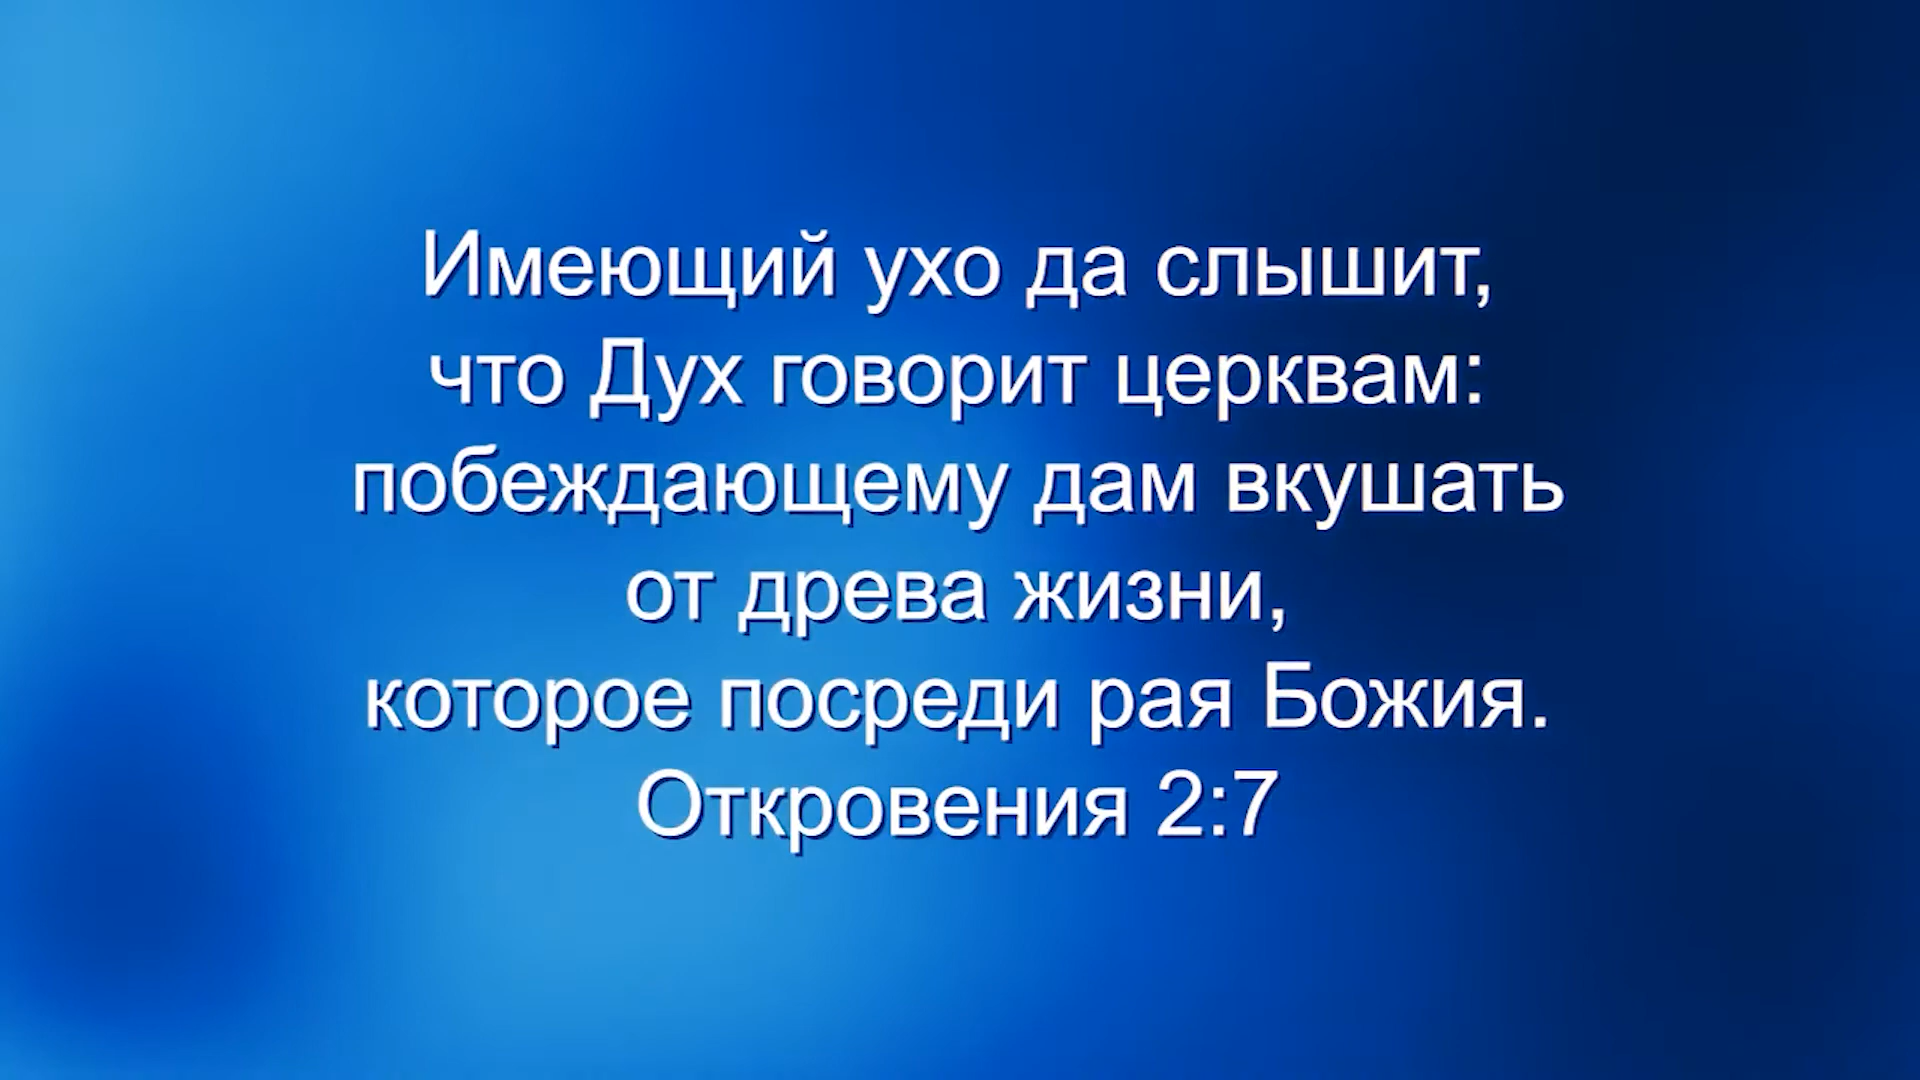 Имеющий ухо да слышит,
что Дух говорит церквам:
побеждающему дам вкушать
от древа жизни,
которое посреди рая Божия.
Откровения 2:7